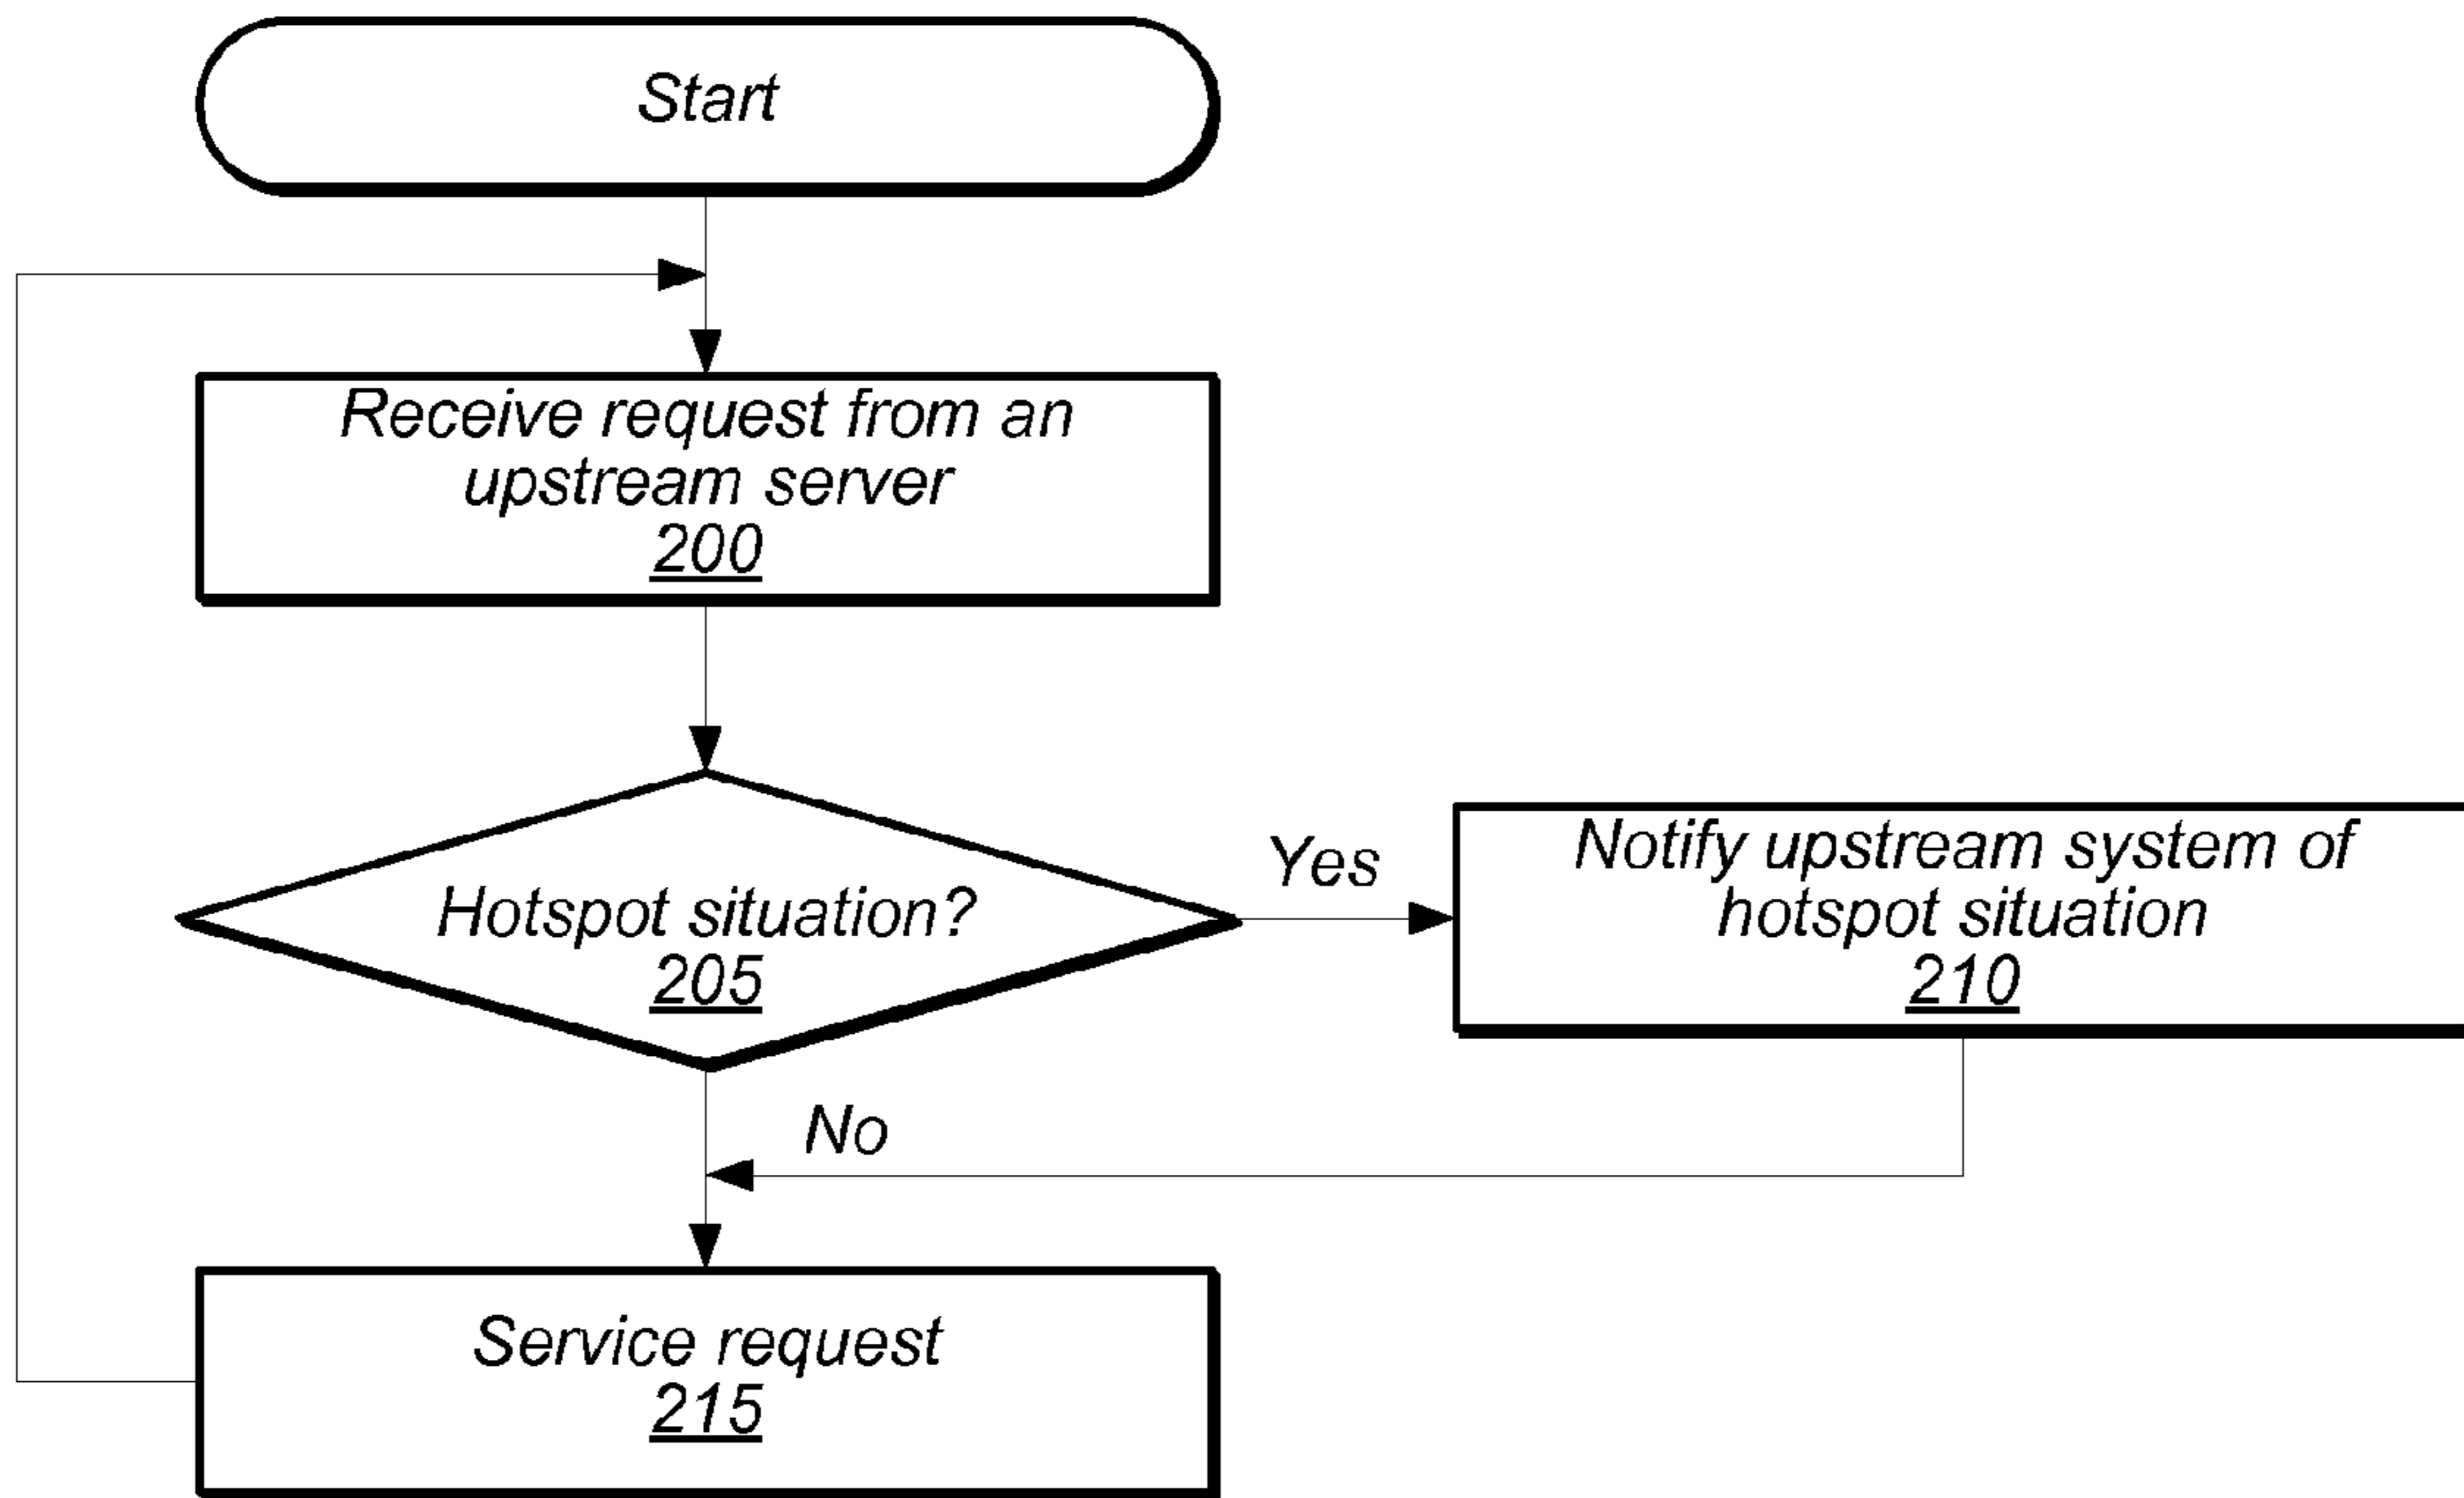 Start
Receive request from an
upstream server
200
Hotspot situation?
205
Yes
Notify upstream system of
hotspot situation
210
No
Service request
215